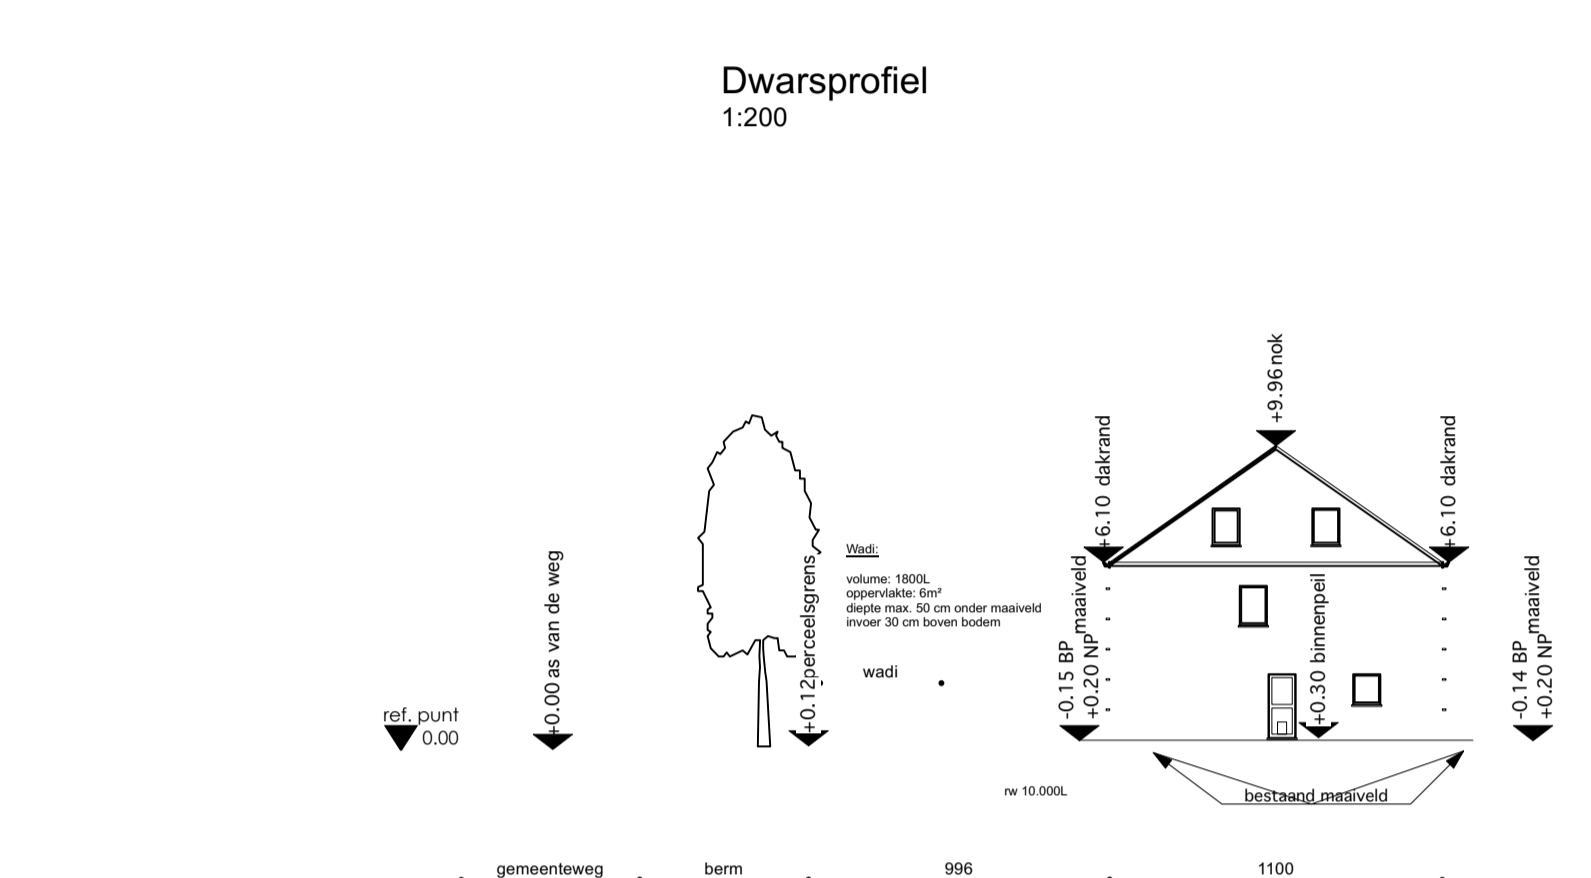 Dwarsprofiel
1:200
+9.96 nok
+6.10 dakrand
+6.10 dakrand
Wadi:
volume: 1800L
oppervlakte: 6m²
diepte max. 50 cm onder maaiveld
invoer 30 cm boven bodem
+0.00 as van de weg
+0.12 perceelsgrens
-0.15 BP
+0.20 NP maaiveld
+0.30 binnenpeil
-0.14 BP
+0.20 NP maaiveld
wadi
ref. punt
0.00
rw 10.000L
bestaand maaiveld
gemeenteweg berm 996 1100